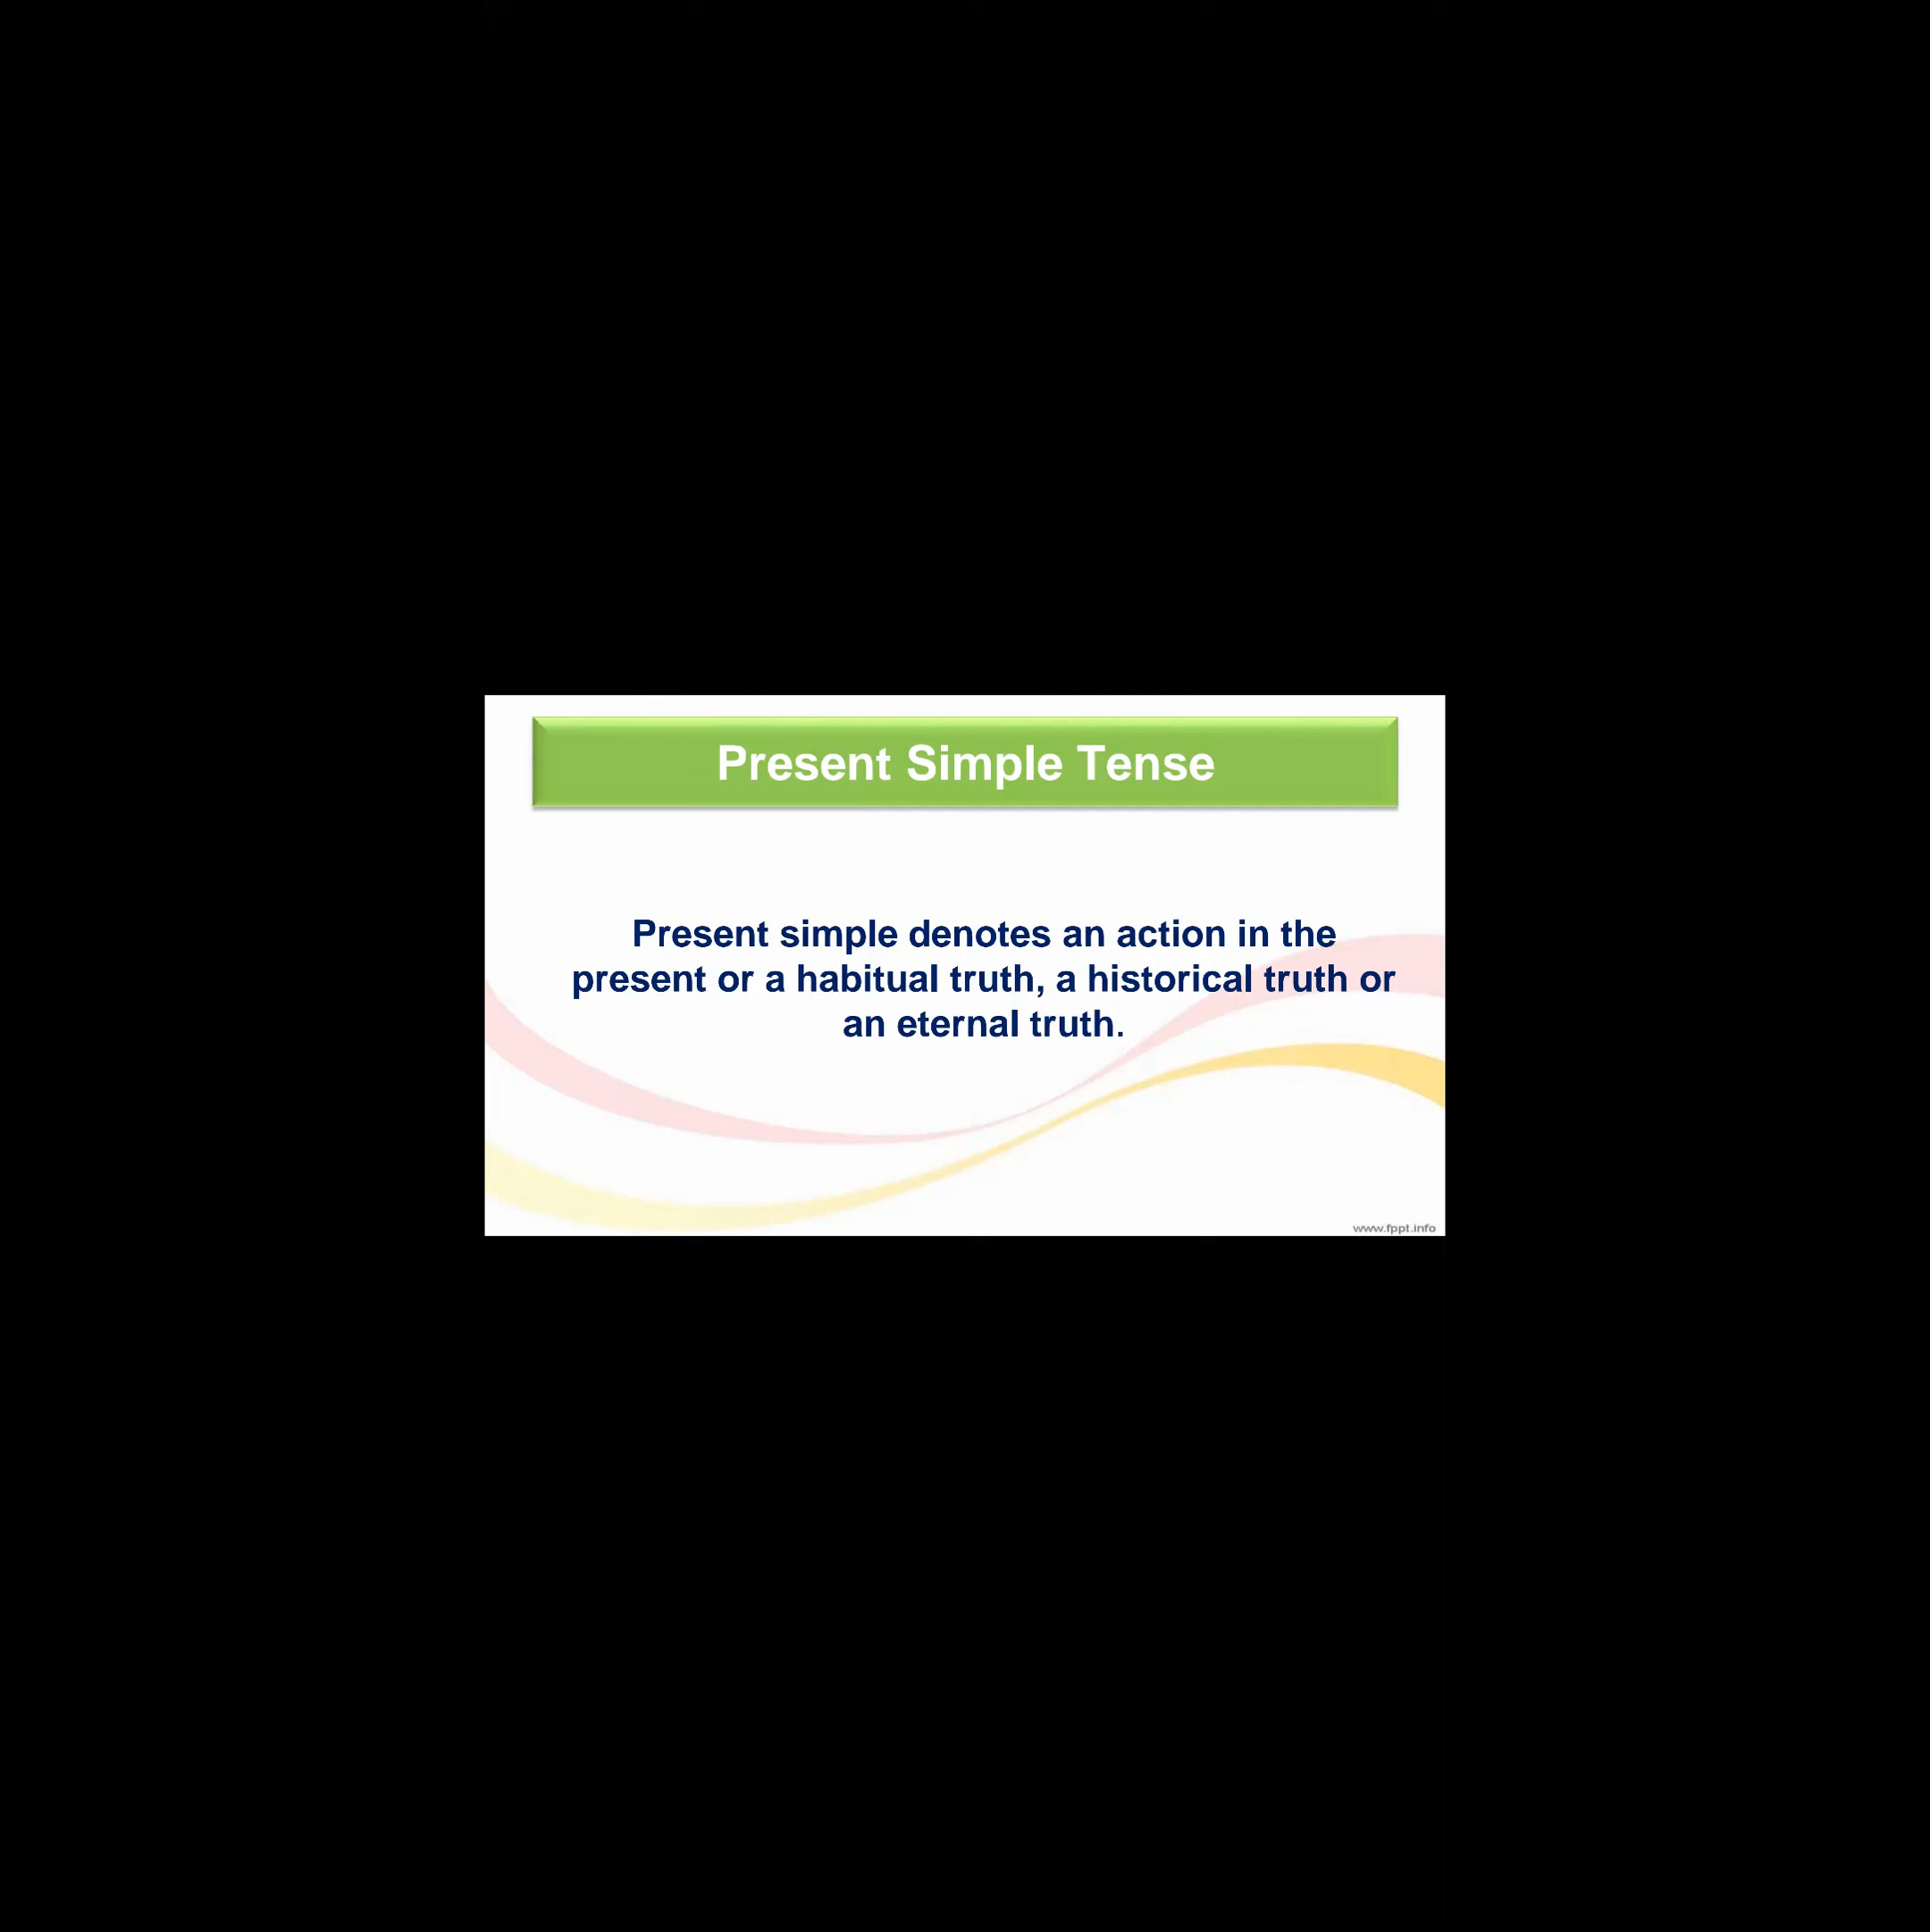 Present Simple Tense
Present simple denotes an action in the
present or a habitual truth, a historical truth or
an eternal truth.
www.fppt.info